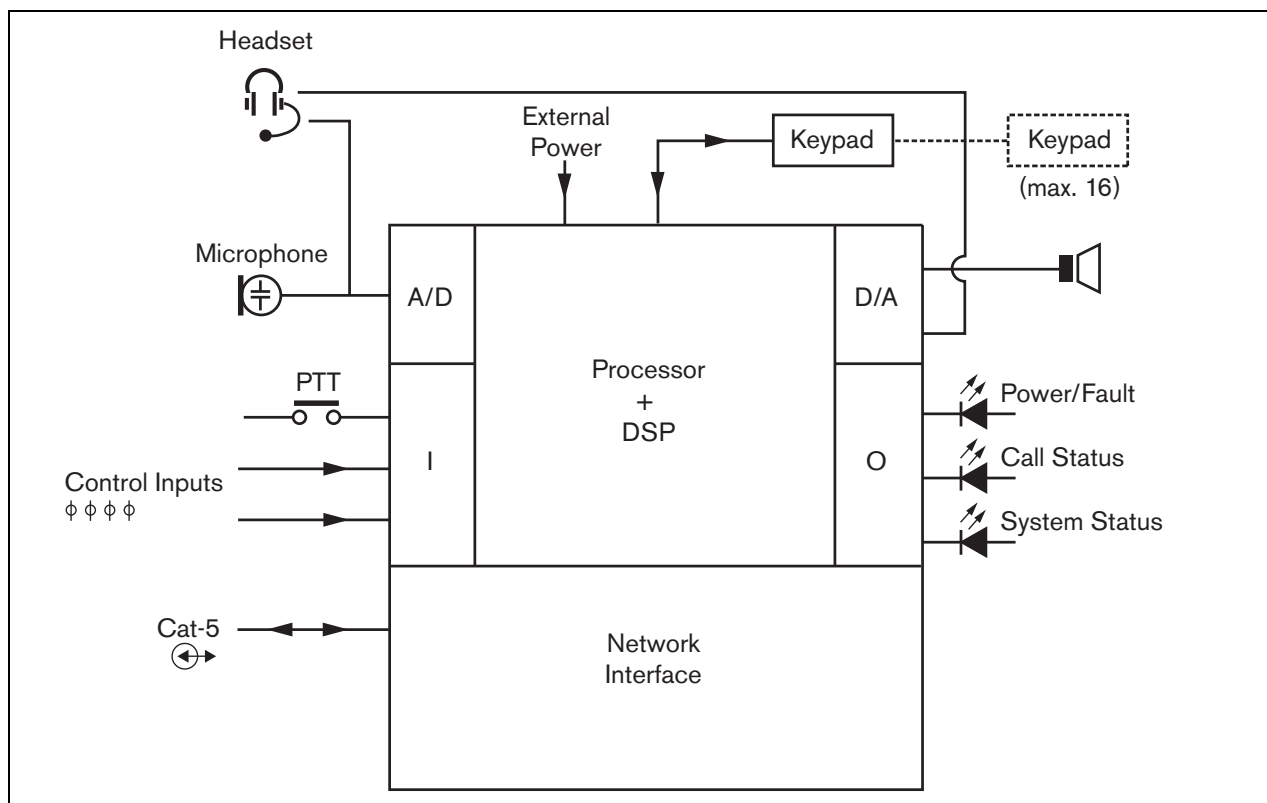 Headset
External
Power
Keypad
Keypad
(max. 16)
Microphone
A/D
D/A
PTT
Processor
+
DSP
Power/Fault
I
O
Call Status
Control Inputs
System Status
Cat-5
Network
Interface